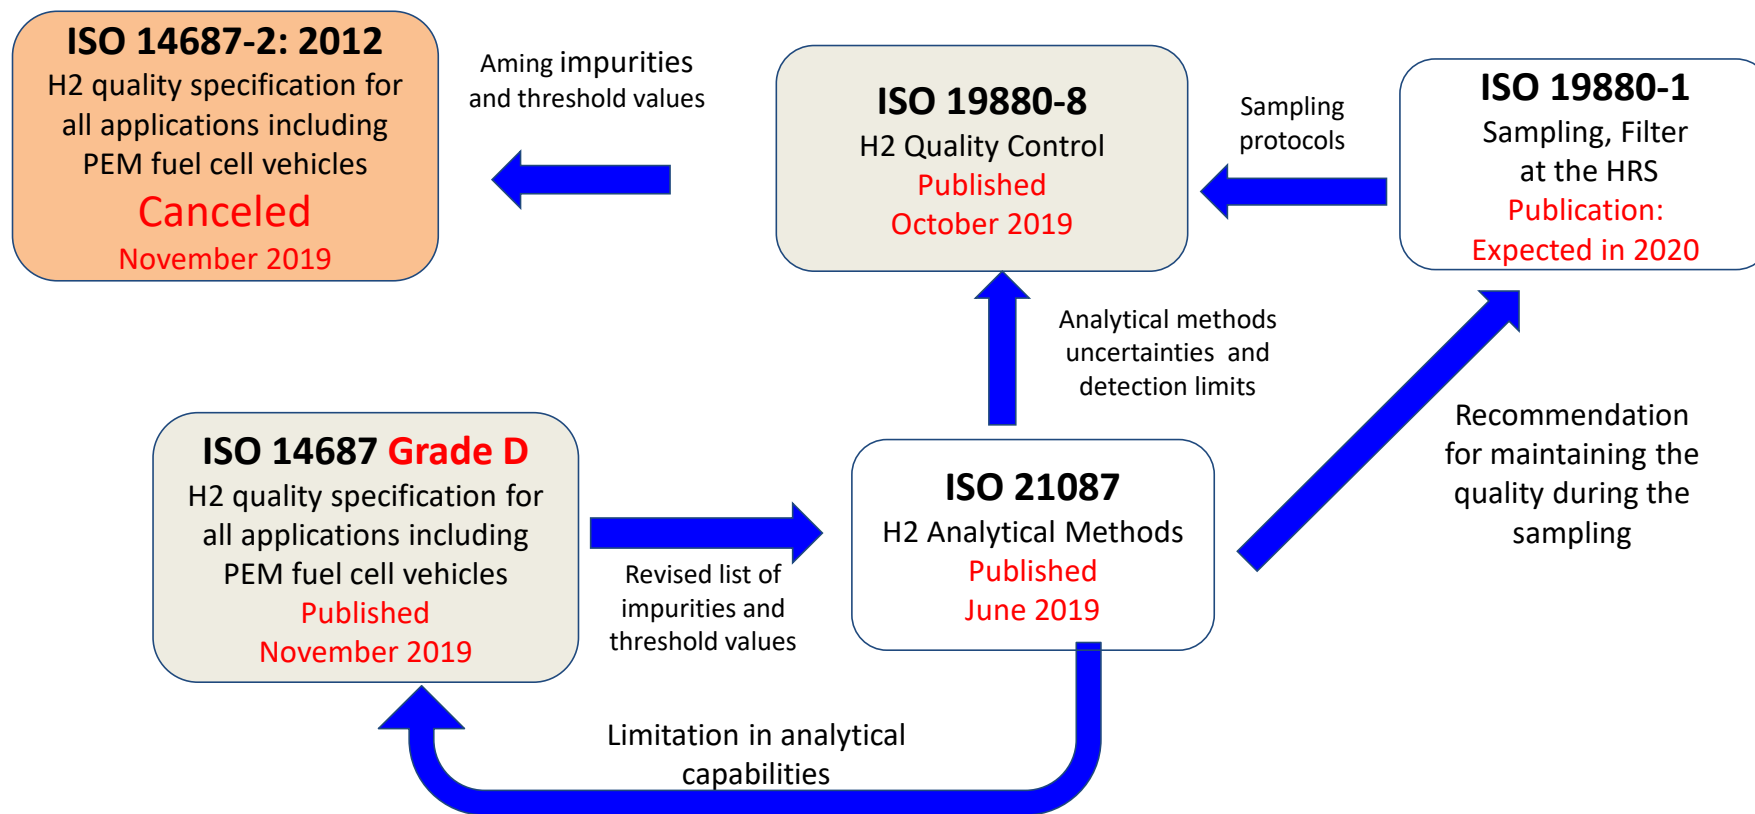 ISO 14687-2: 2012
H2 quality specification for
all applications including
PEM fuel cell vehicles
Canceled
November 2019
Aming impurities
and threshold values
ISO 19880-8
H2 Quality Control
Published
October 2019
Sampling
protocols
ISO 19880-1
Sampling, Filter
at the HRS
Publication:
Expected in 2020
Analytical methods
uncertainties and
detection limits
Recommendation
for maintaining the
quality during the
sampling
ISO 14687 Grade D
H2 quality specification for
all applications including
PEM fuel cell vehicles
Published
November 2019
Revised list of
impurities and
threshold values
ISO 21087
H2 Analytical Methods
Published
June 2019
Limitation in analytical
capabilities